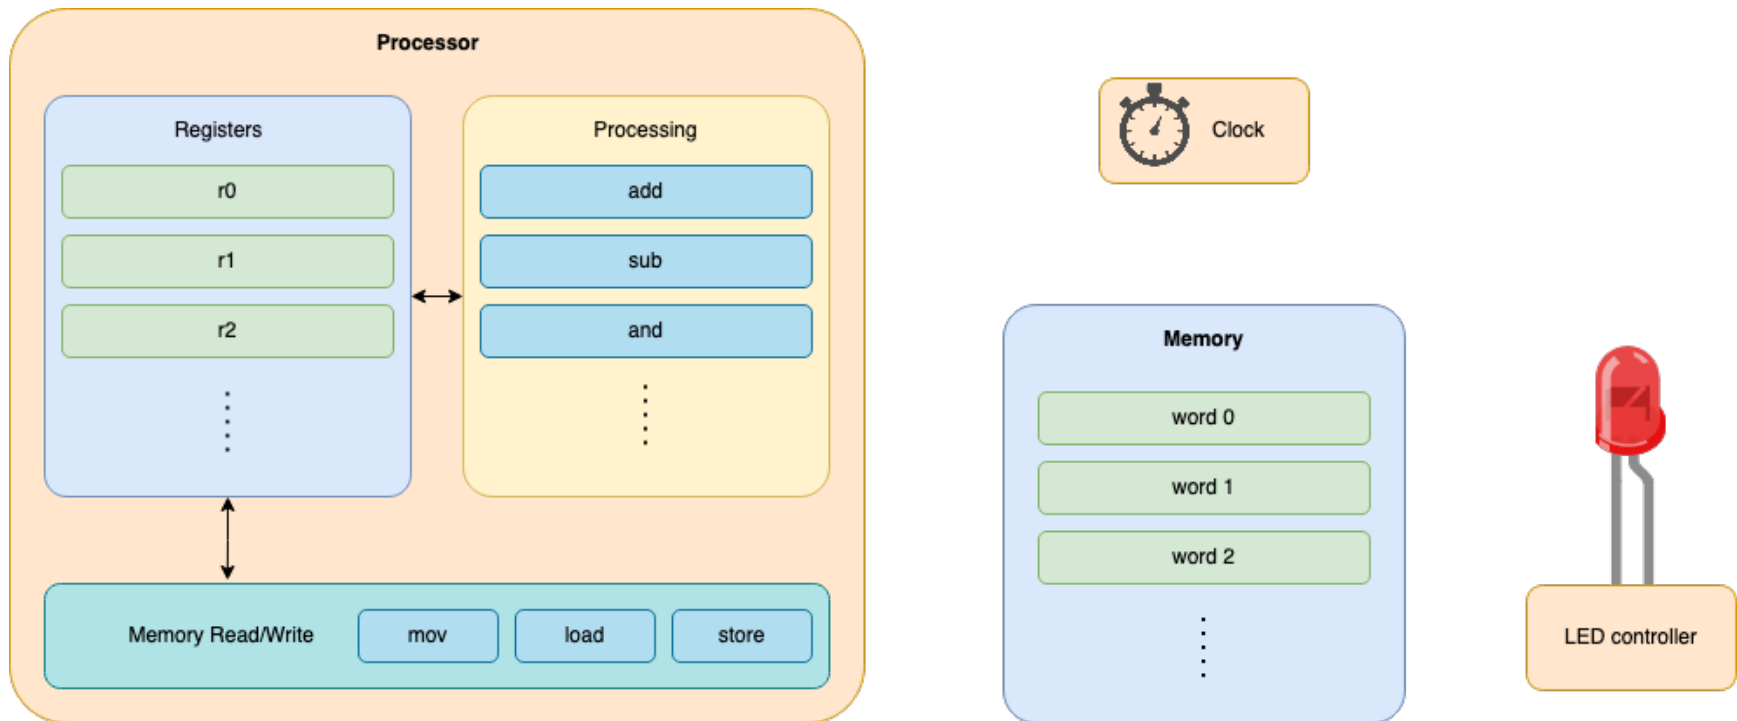 Processor
Registers
r0
r1
r2
Processing
add
sub
and
Memory Read/Write
mov
load
store
Clock
Memory
word 0
word 1
word 2
LED controller